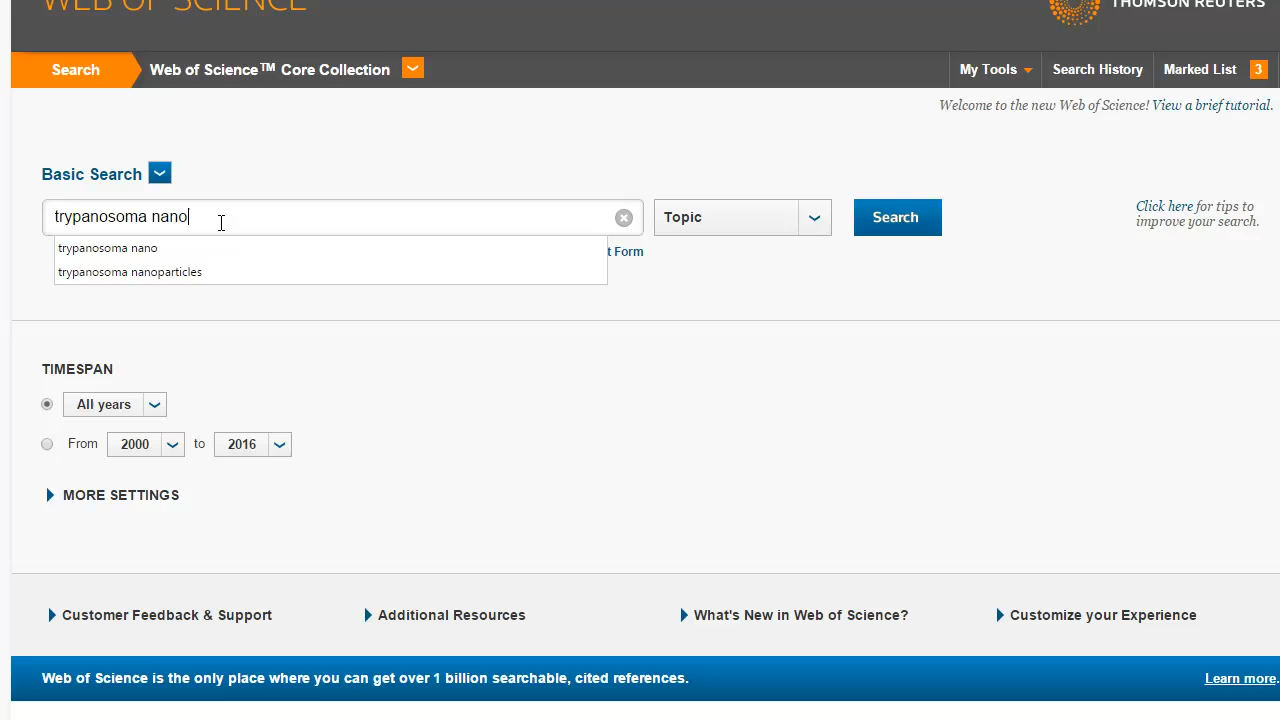 WEB OF SCIENCE
THOMSON REUTERS
Search Web of Science™ Core Collection My Tools Search History Marked List 3
Welcome to the new Web of Science! View a brief tutorial.
Basic Search
trypanosoma nano Topic Search
Click here for tips to
improve your search.
trypanosoma nano
t Form
trypanosoma nanoparticles
TIMESPAN
All years
From 2000 to 2016
MORE SETTINGS
Customer Feedback & Support Additional Resources What's New in Web of Science? Customize your Experience
Web of Science is the only place where you can get over 1 billion searchable, cited references. Learn more.